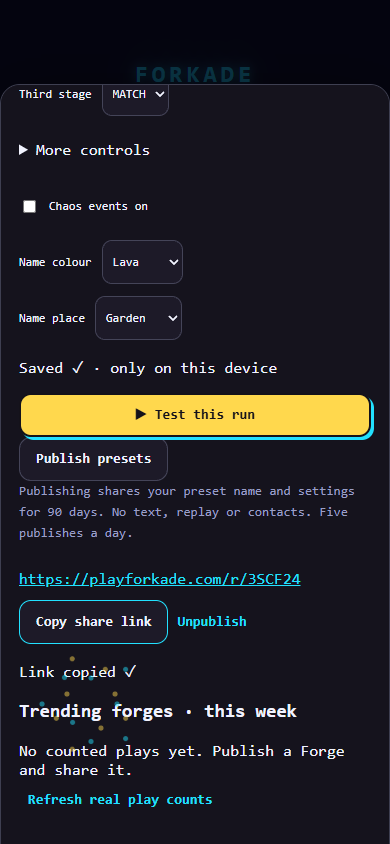 FORKADE
Third stage MATCH
▶ More controls
Chaos events on
Name colour Lava
Name place Garden
Saved ✓ · only on this device
▶ Test this run
Publish presets
Publishing shares your preset name and settings
for 90 days. No text, replay or contacts. Five
publishes a day.
https://playforkade.com/r/3SCF24
Copy share link Unpublish
Link copied ✓
Trending forges · this week
No counted plays yet. Publish a Forge
and share it.
Refresh real play counts